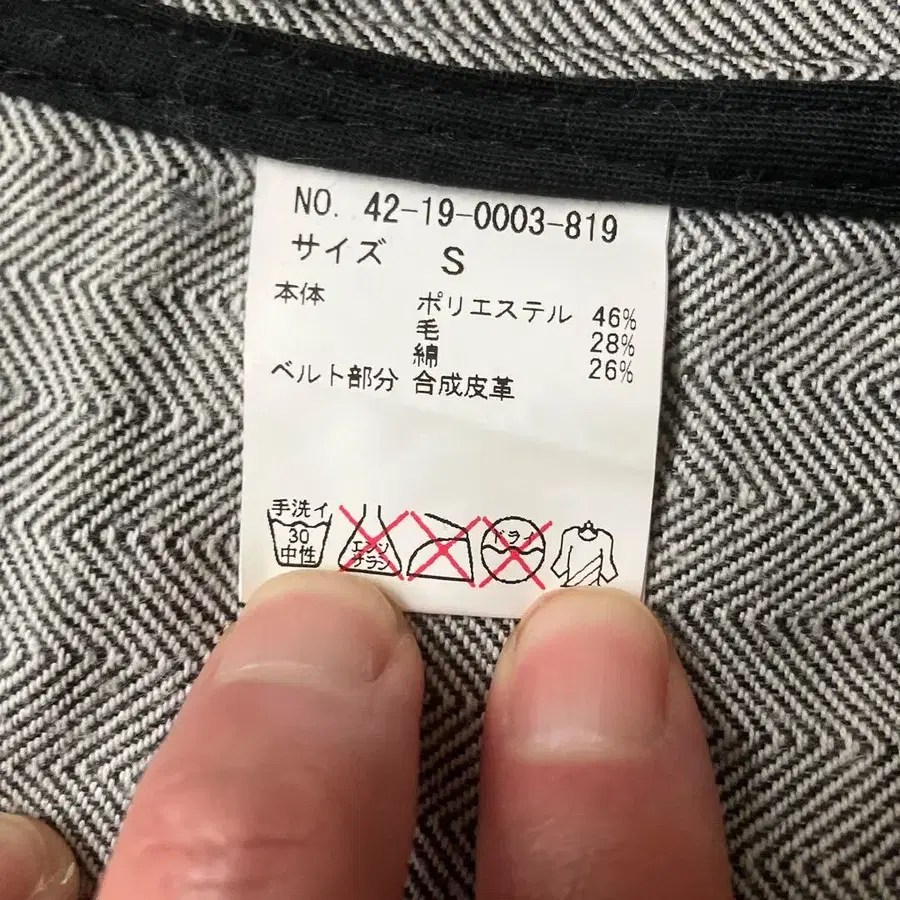 NO. 42-19-0003-819
サイズ S
本体 ポリエステル 46%
毛 28%
綿 26%
ベルト部分 合成皮革
手洗イ
30
中性
エンソ
サラシ
ドライ